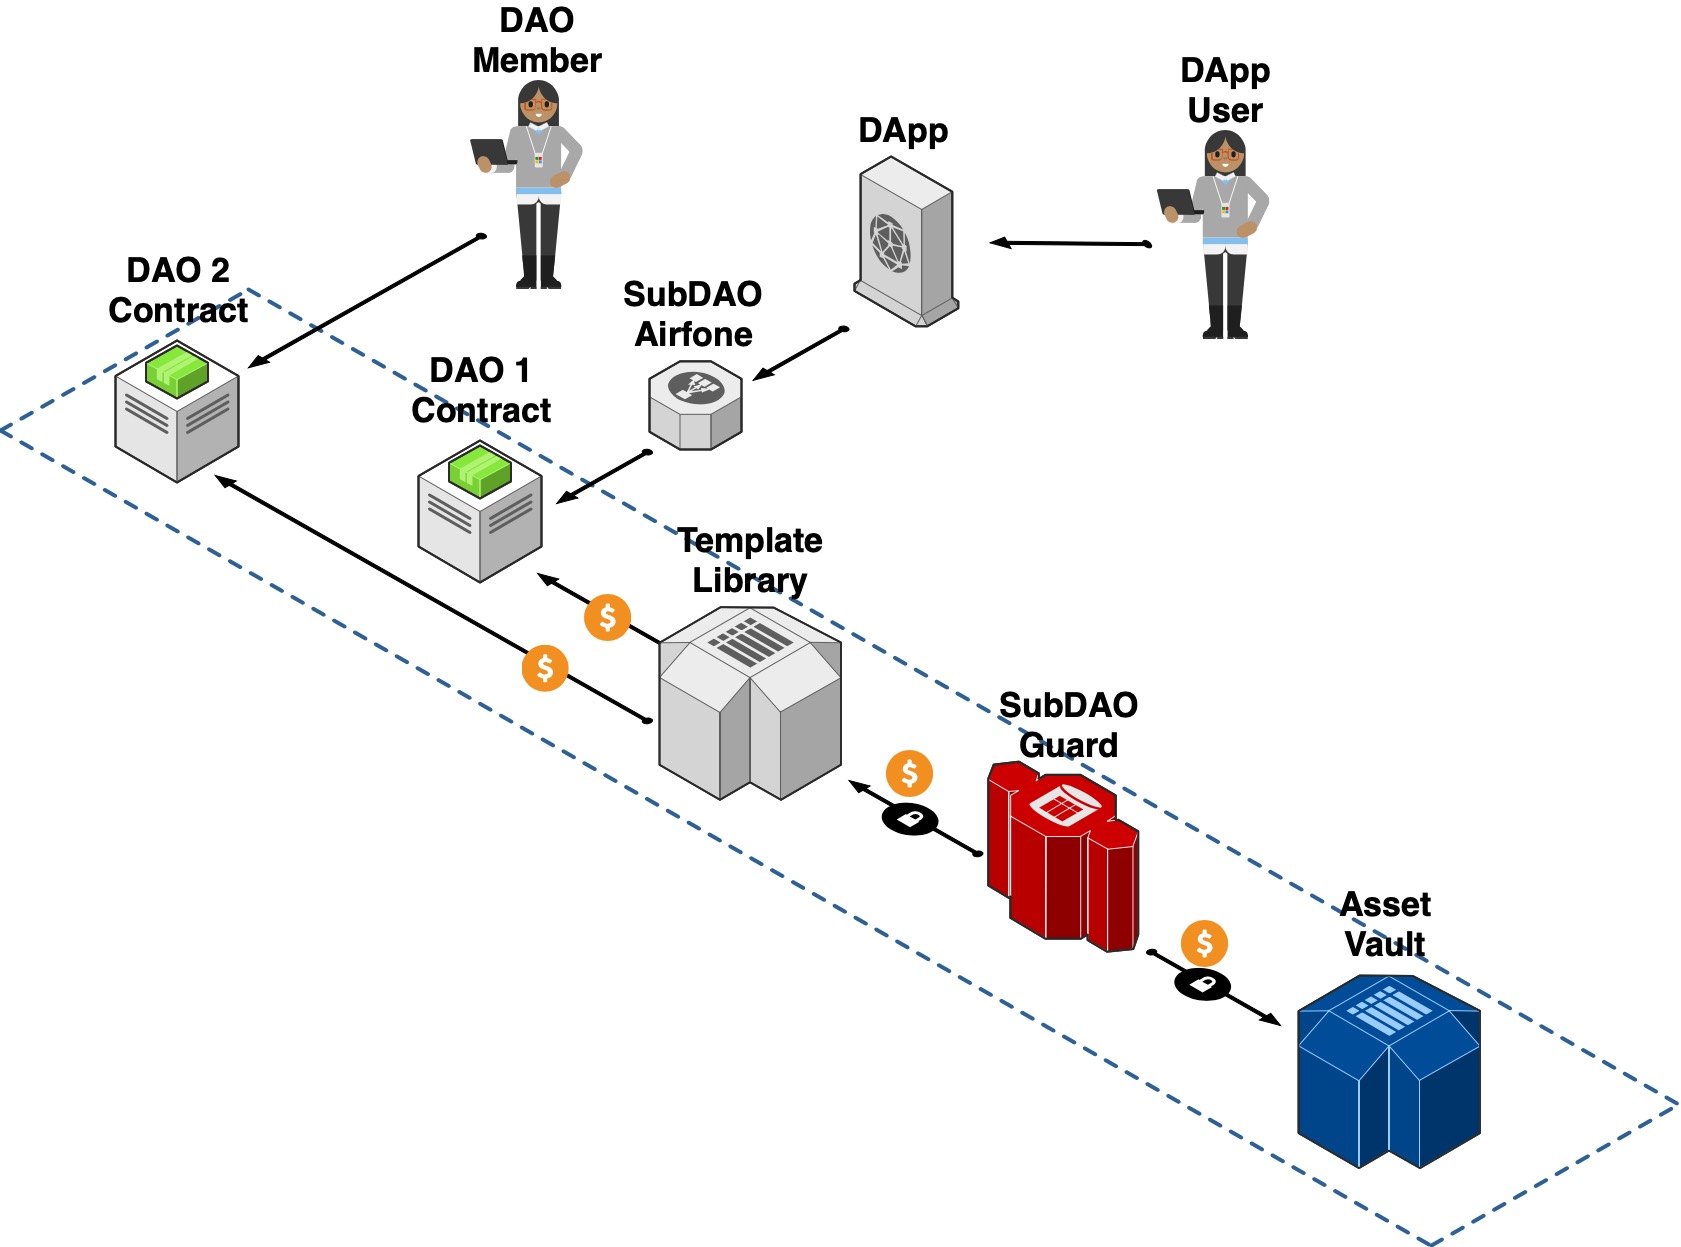 DAO
Member
DApp
User
DApp
DAO 2
Contract
SubDAO
Airfone
DAO 1
Contract
Template
Library
$
$
SubDAO
Guard
$
Asset
Vault
$